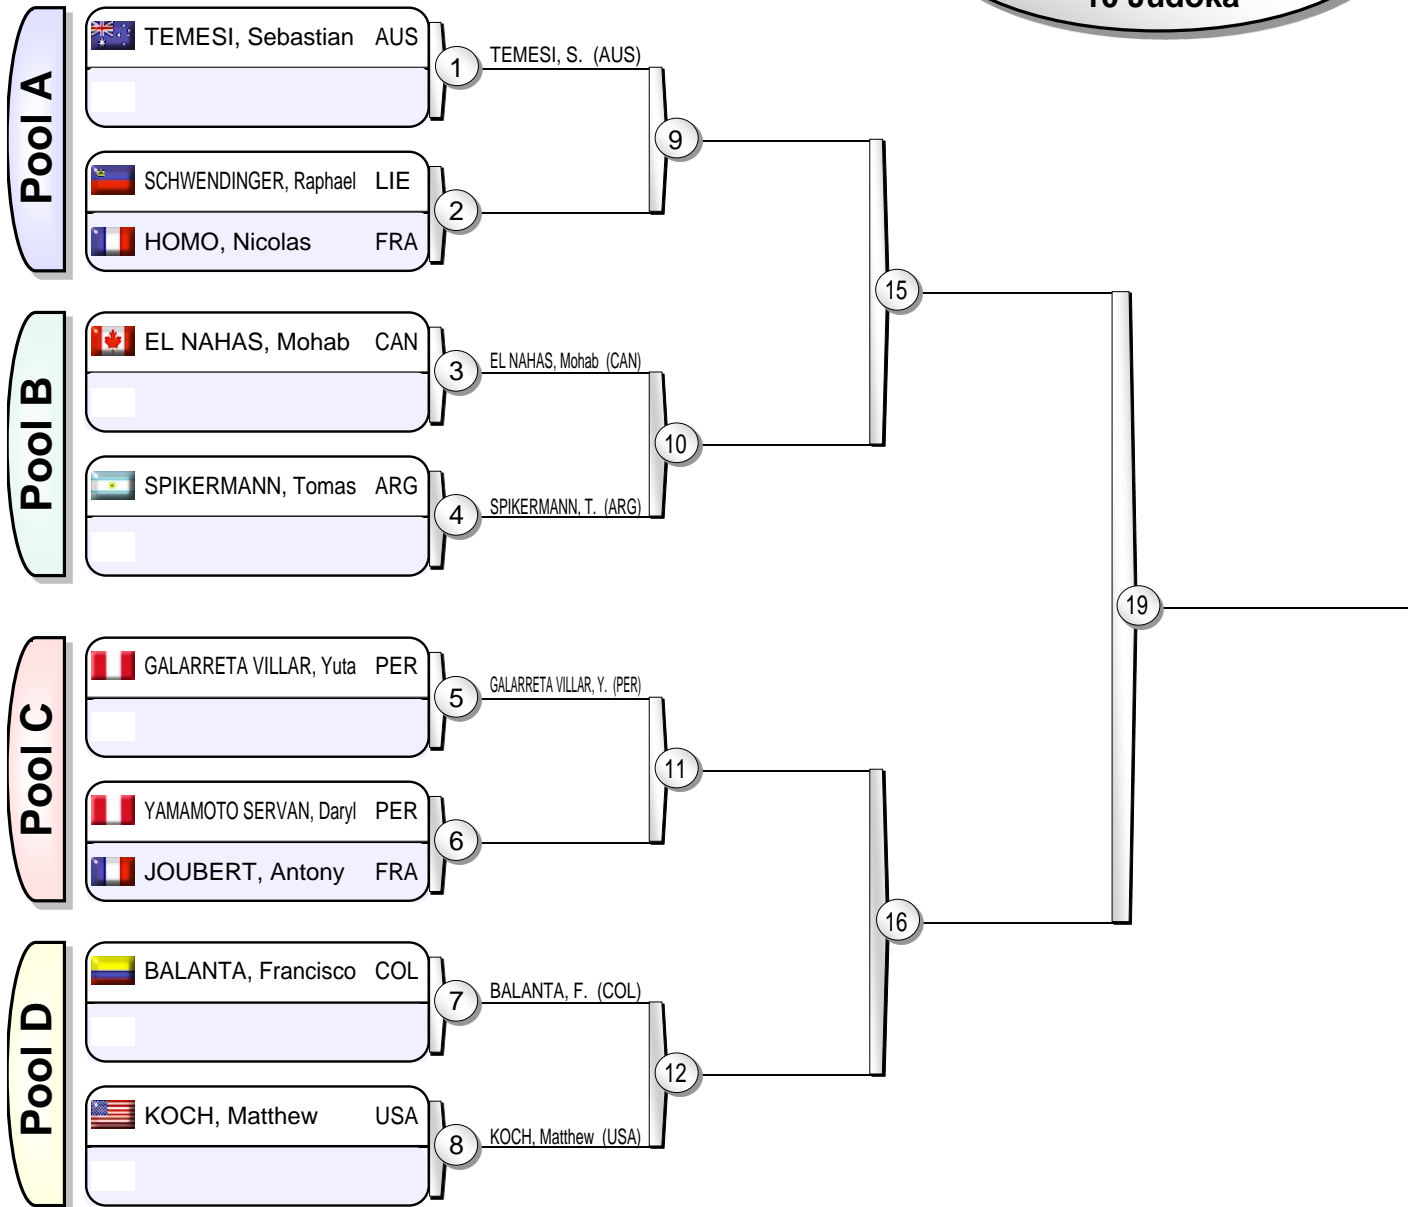 10 Judoka
Pool A
TEMESI, Sebastian AUS
1
TEMESI, S. (AUS)
9
SCHWENDINGER, Raphael LIE
2
HOMO, Nicolas FRA
15
Pool B
EL NAHAS, Mohab CAN
3
EL NAHAS, Mohab (CAN)
10
SPIKERMANN, Tomas ARG
4
SPIKERMANN, T. (ARG)
19
Pool C
GALARRETA VILLAR, Yuta PER
5
GALARRETA VILLAR, Y. (PER)
11
YAMAMOTO SERVAN, Daryl PER
6
JOUBERT, Antony FRA
16
Pool D
BALANTA, Francisco COL
7
BALANTA, F. (COL)
12
KOCH, Matthew USA
8
KOCH, Matthew (USA)